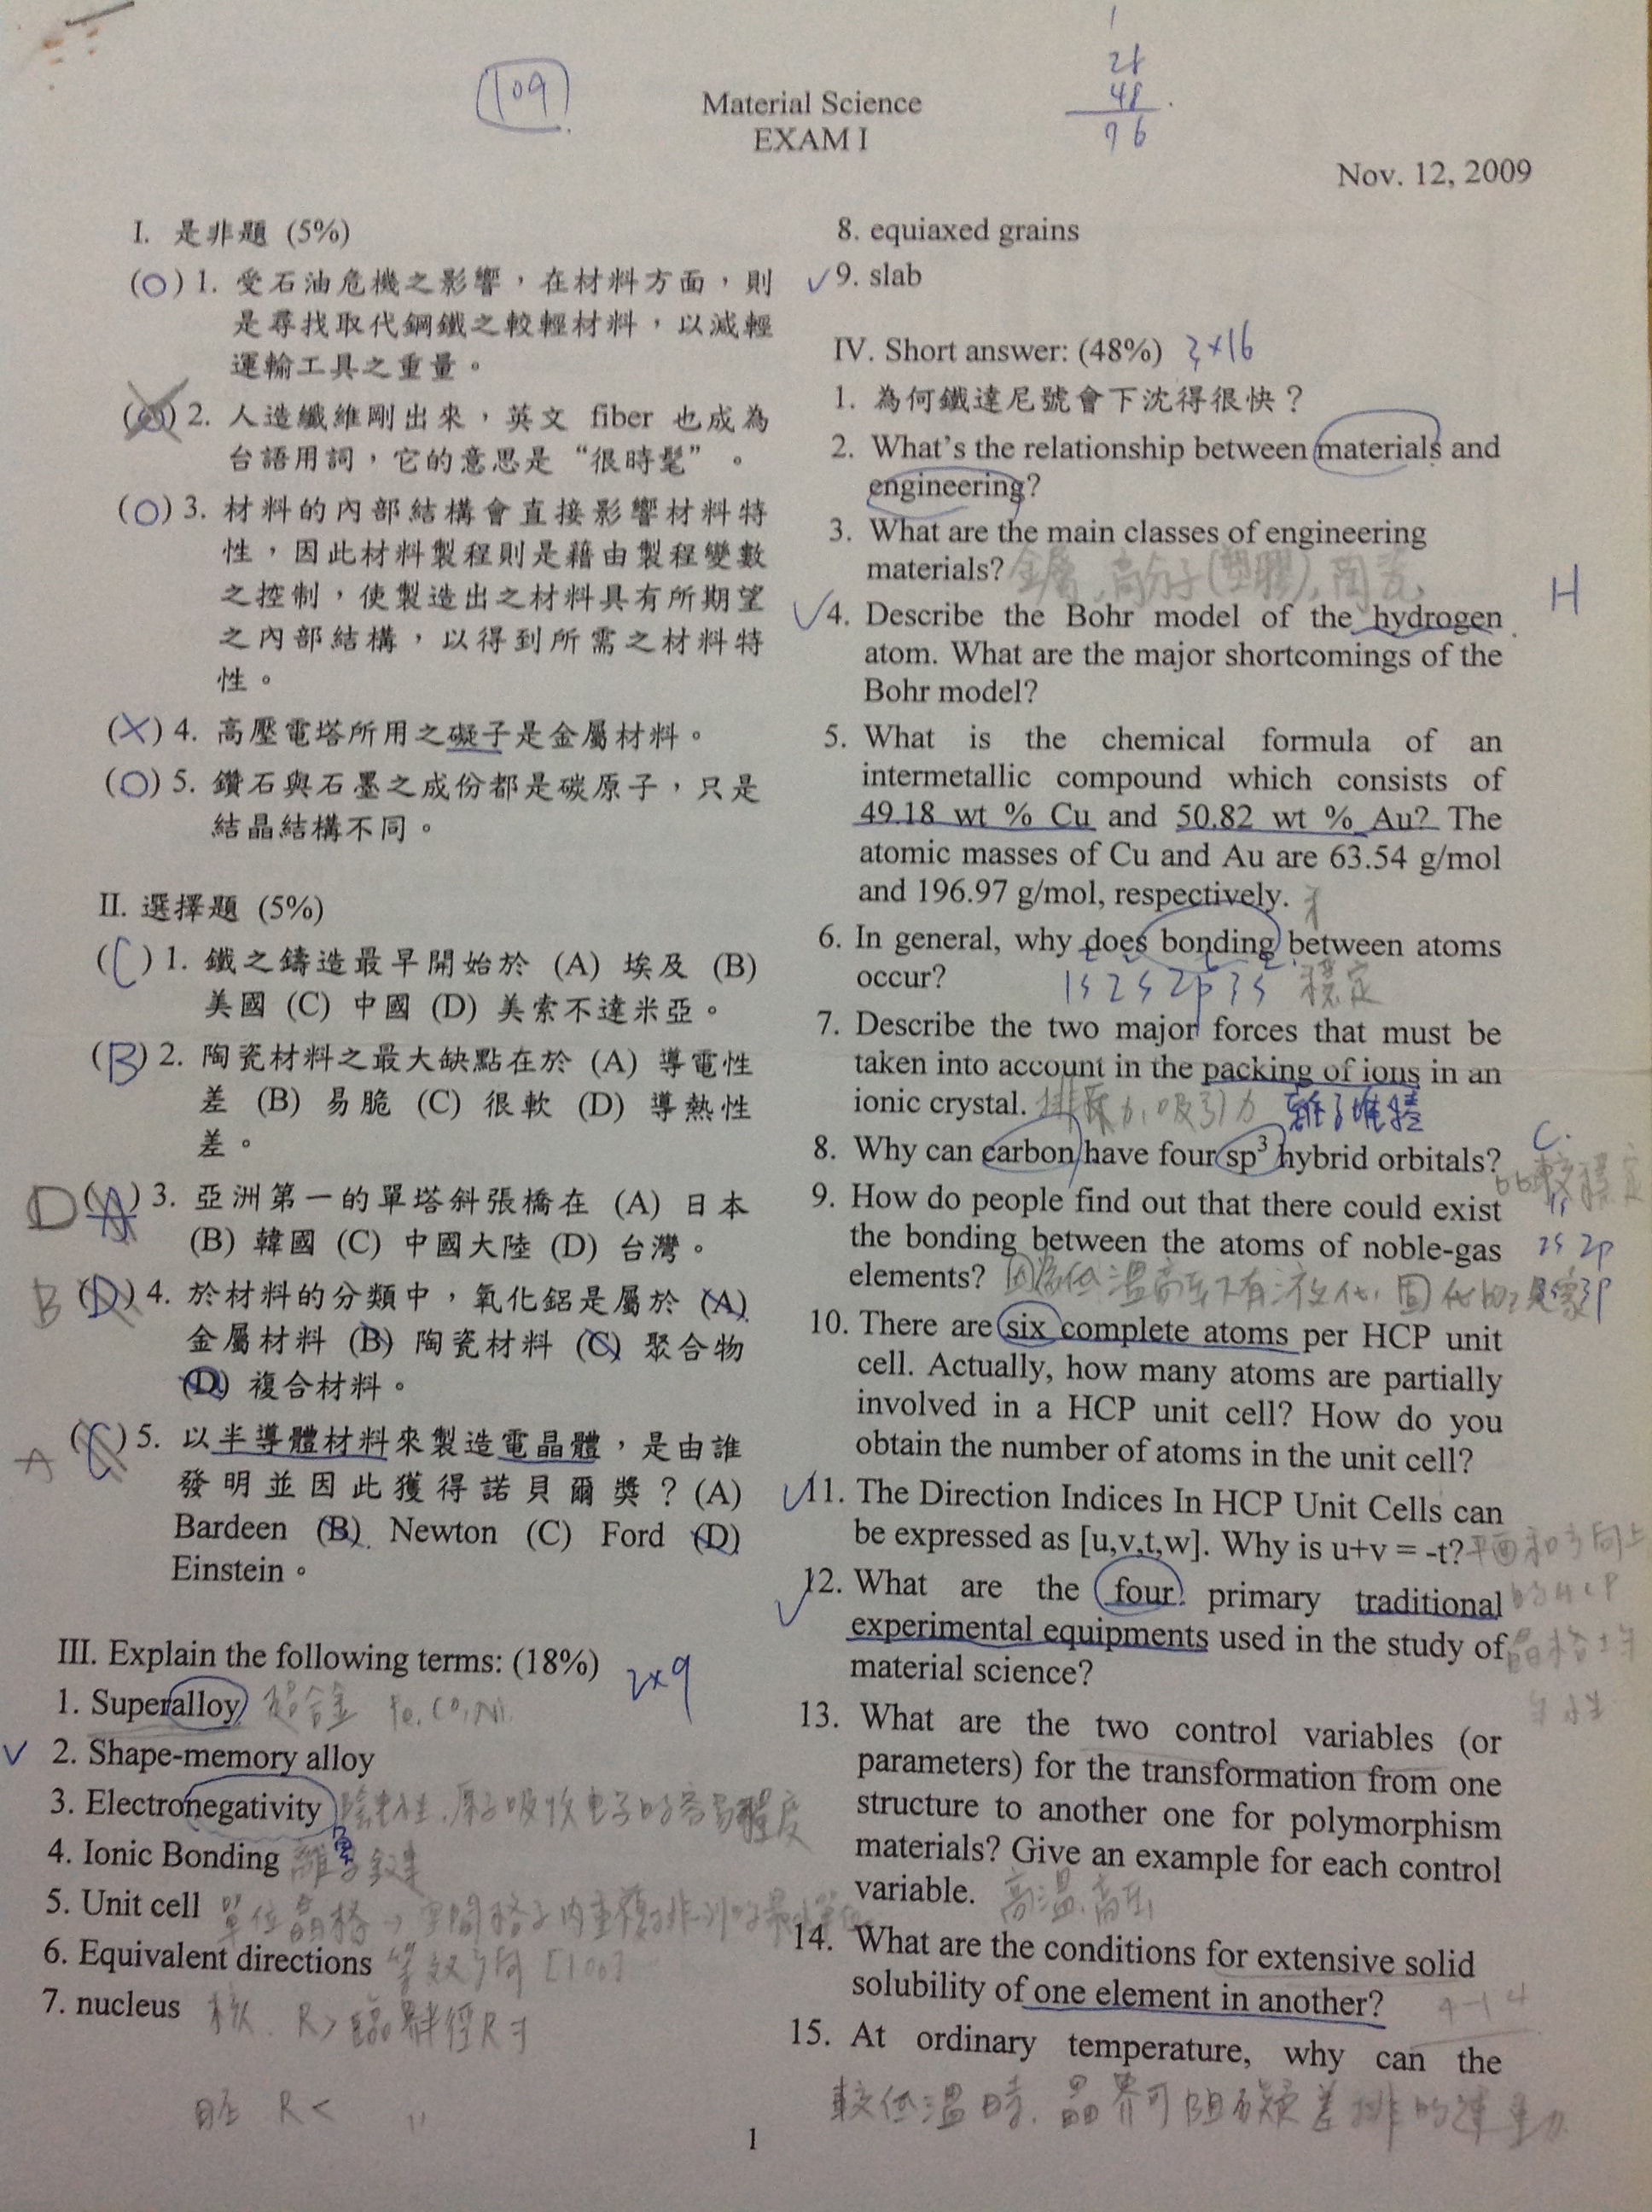 109
Material Science
EXAM I
1
28
48
76
Nov. 12, 2009
I. 是非題 (5%)
(O) 1. 受石油危機之影響，在材料方面，則
是尋找取代鋼鐵之較輕材料，以減輕
運輸工具之重量。
2. 人造纖維剛出來，英文 fiber 也成為
台語用詞，它的意思是“很時髦”。
(O) 3. 材料的內部結構會直接影響材料特
性，因此材料製程則是藉由製程變數
之控制，使製造出之材料具有所期望
之內部結構，以得到所需之材料特
性。
(X) 4. 高壓電塔所用之礙子是金屬材料。
(O) 5. 鑽石與石墨之成份都是碳原子，只是
結晶結構不同。
II. 選擇題 (5%)
(C) 1. 鐵之鑄造最早開始於 (A) 埃及 (B)
美國 (C) 中國 (D) 美索不達米亞。
(B) 2. 陶瓷材料之最大缺點在於 (A) 導電性
差 (B) 易脆 (C) 很軟 (D) 導熱性
差。
D (A) 3. 亞洲第一的單塔斜張橋在 (A) 日本
(B) 韓國 (C) 中國大陸 (D) 台灣。
B (D) 4. 於材料的分類中，氧化鋁是屬於 (A)
金屬材料 (B) 陶瓷材料 (C) 聚合物
(D) 複合材料。
A (C) 5. 以半導體材料來製造電晶體，是由誰
發明並因此獲得諾貝爾獎？(A)
Bardeen (B) Newton (C) Ford (D)
Einstein。
III. Explain the following terms: (18%) 2×9
1. Superalloy 超合金 Fe, Co, Ni
2. Shape-memory alloy
3. Electronegativity 陰電性, 原子吸收电子的容易程度
4. Ionic Bonding 離子鍵
5. Unit cell 單位晶格 → 空間格子內重複排列的最小單位
6. Equivalent directions 等效方向 [100]
7. nucleus 核 R> 臨界半徑R
胚 R< "
8. equiaxed grains
9. slab
IV. Short answer: (48%) 3×16
1. 為何鐵達尼號會下沈得很快？
2. What's the relationship between materials and
engineering?
3. What are the main classes of engineering
materials? 金屬, 高分子(塑膠), 陶瓷
4. Describe the Bohr model of the hydrogen H
atom. What are the major shortcomings of the
Bohr model?
5. What is the chemical formula of an
intermetallic compound which consists of
49.18 wt % Cu and 50.82 wt % Au? The
atomic masses of Cu and Au are 63.54 g/mol
and 196.97 g/mol, respectively.
6. In general, why does bonding between atoms
occur? 1s 2s 2p 3s 穩定
7. Describe the two major forces that must be
taken into account in the packing of ions in an
ionic crystal. 排斥力, 吸引力 離子堆積
8. Why can carbon have four sp³ hybrid orbitals? C
比較穩定
9. How do people find out that there could exist
the bonding between the atoms of noble-gas 2s 2p
elements? 因為低溫高壓下有液化, 固化的現象
10. There are six complete atoms per HCP unit
cell. Actually, how many atoms are partially
involved in a HCP unit cell? How do you
obtain the number of atoms in the unit cell?
11. The Direction Indices In HCP Unit Cells can
be expressed as [u,v,t,w]. Why is u+v = -t? 平面和方向上
12. What are the four primary traditional 的HCP
experimental equipments used in the study of 晶格
material science?
13. What are the two control variables (or
parameters) for the transformation from one
structure to another one for polymorphism
materials? Give an example for each control
variable. 高溫, 高壓
14. What are the conditions for extensive solid
solubility of one element in another? 4-14
15. At ordinary temperature, why can the
較低溫時, 晶界可阻礙差排的運動
1